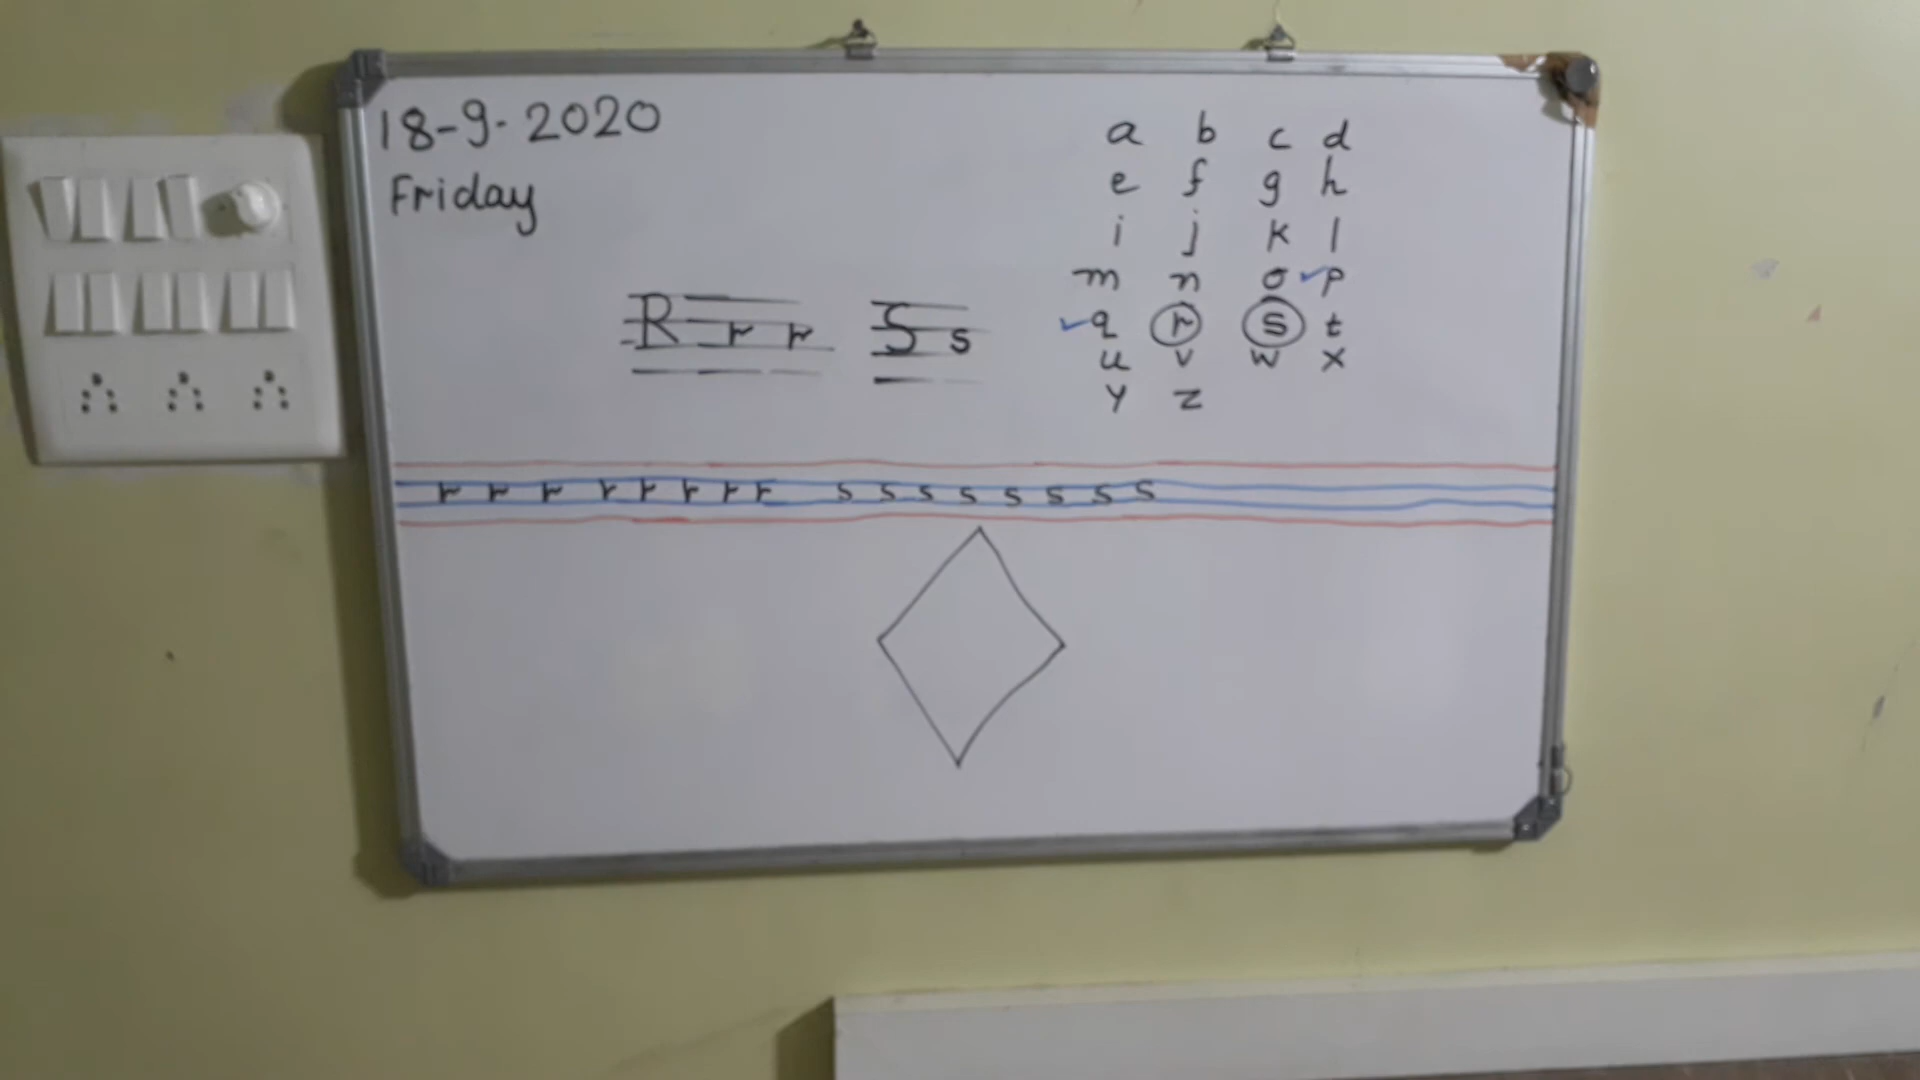 18-9-2020
Friday
a b c d
e f g h
i j k l
m n o p
q r s t
u v w x
y z
R r r S s
r r r r r r r r s s s s s s s s